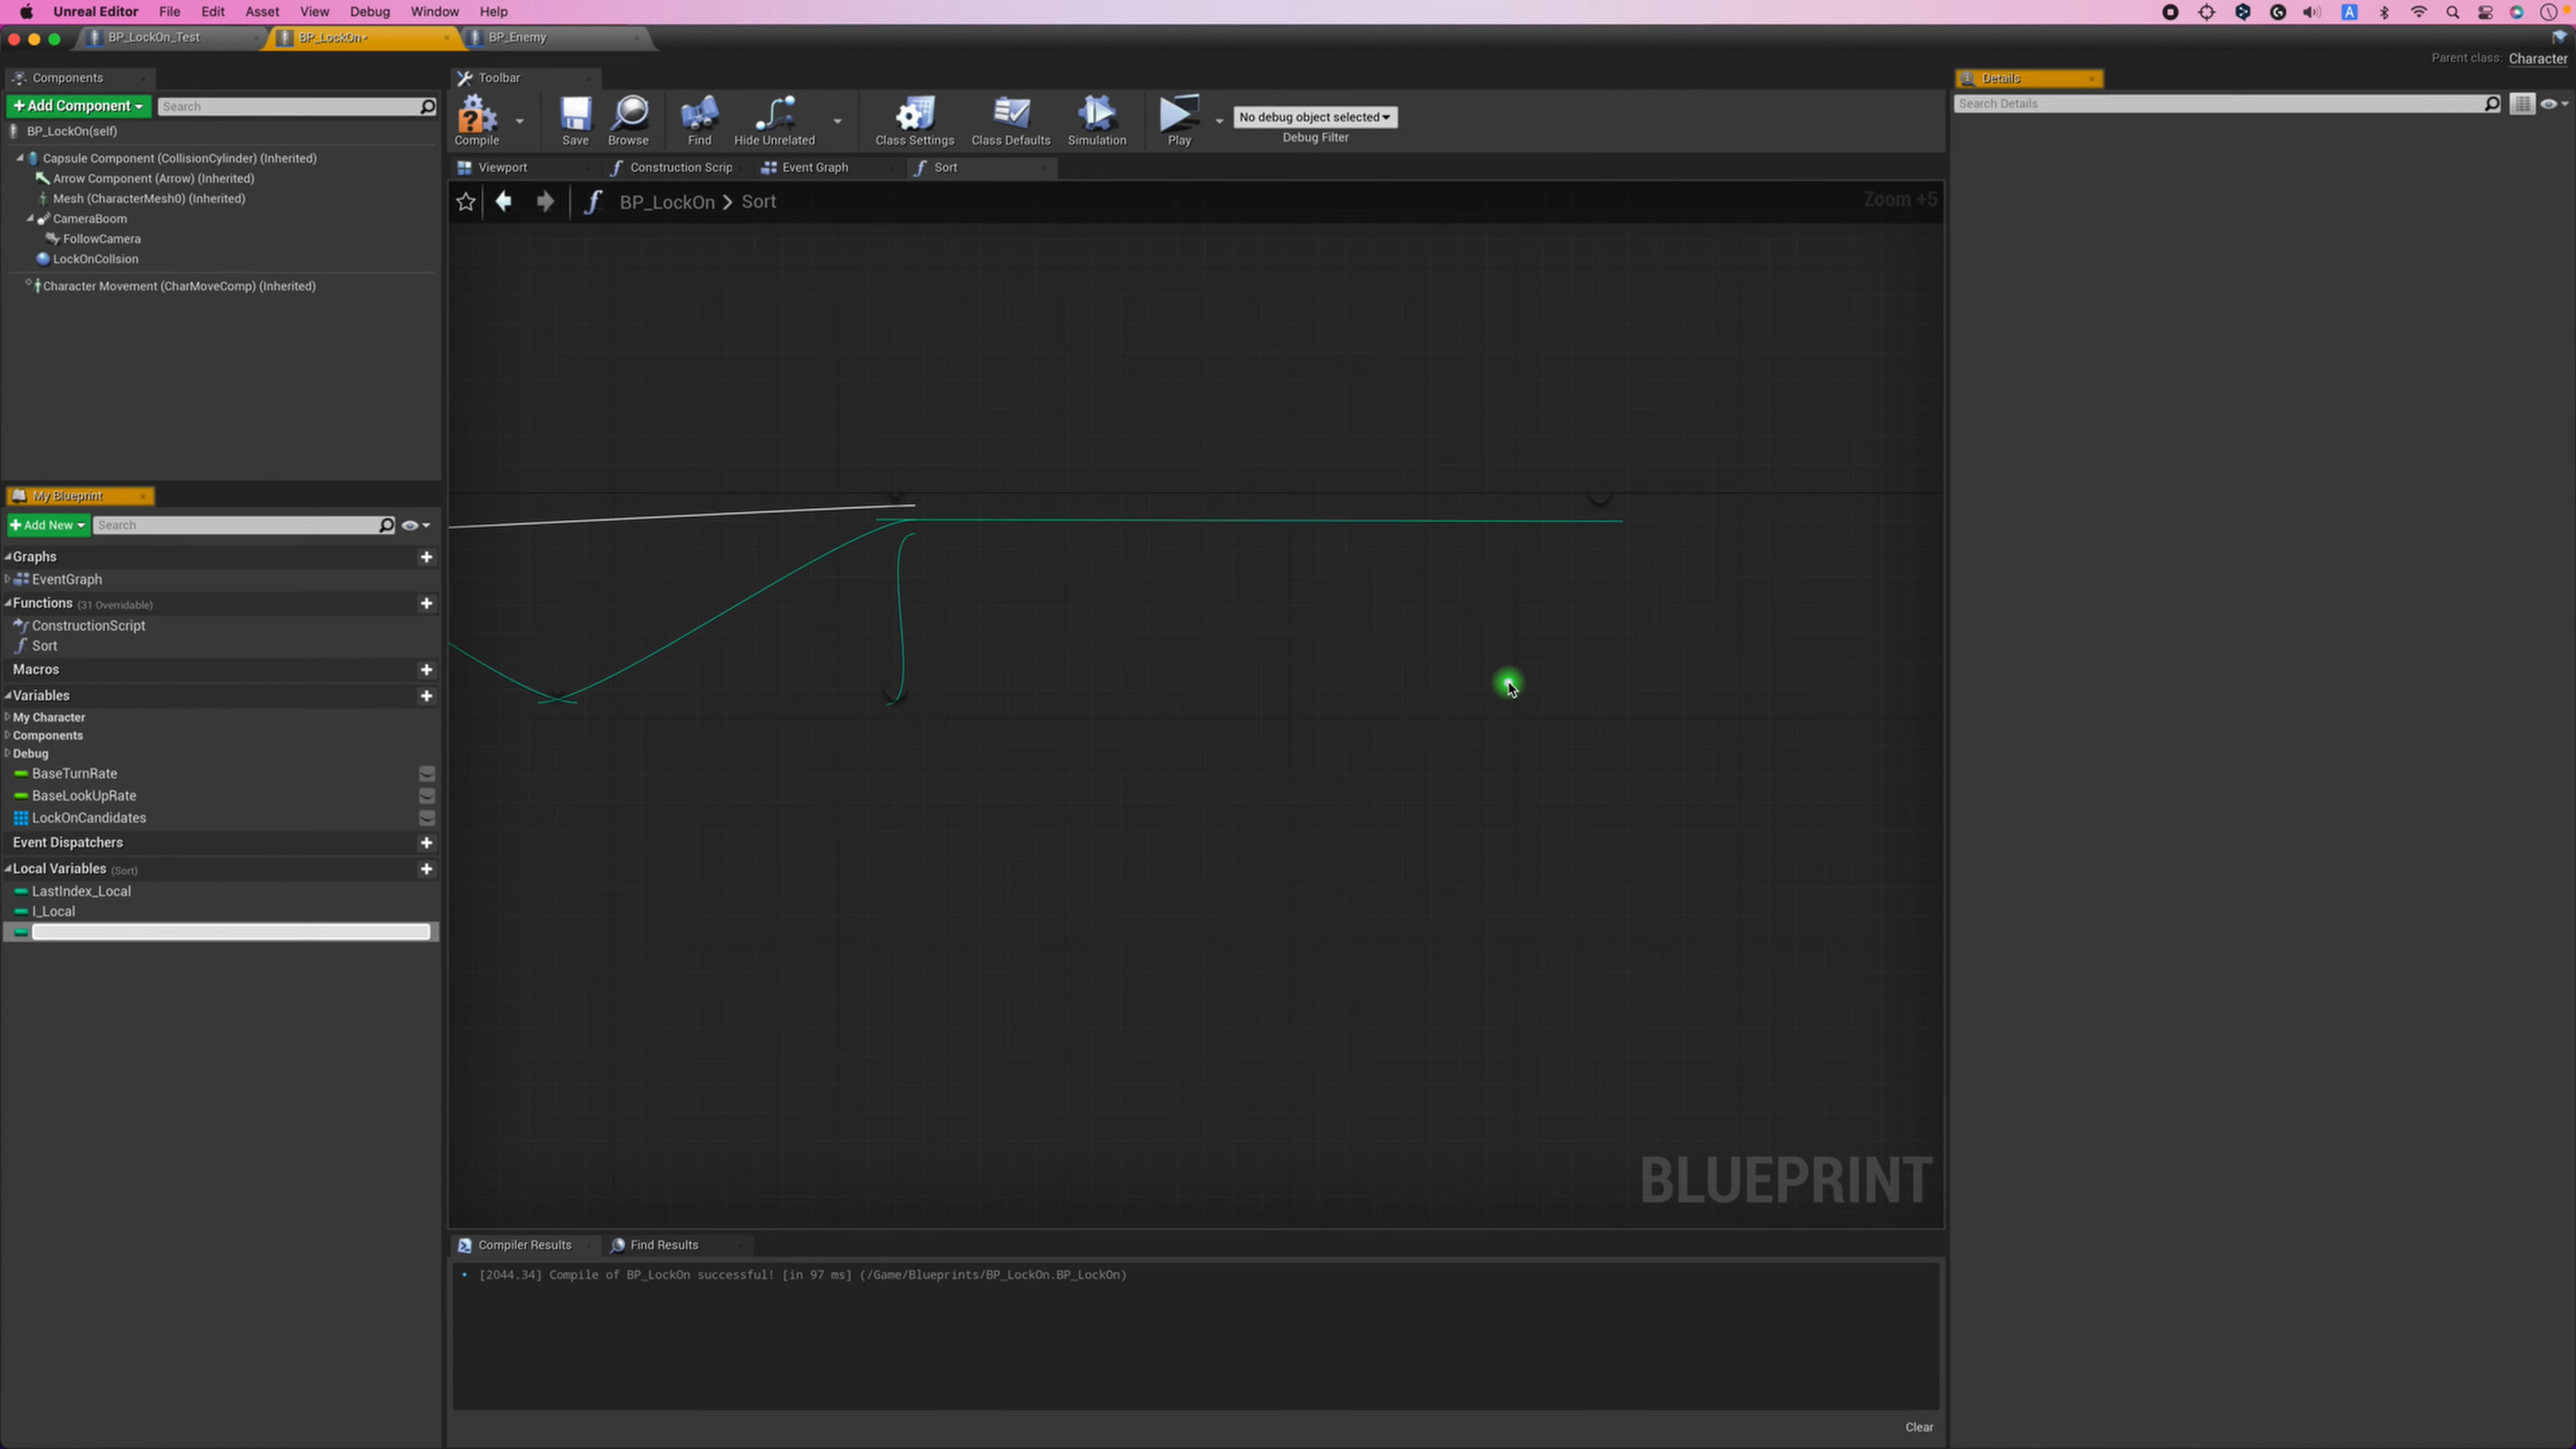 Unreal Editor File Edit Asset View Debug Window Help A
BP_LockOn_Test BP_LockOn• BP_Enemy
Parent class: Character
Components
+Add Component Search
BP_LockOn(self)
Capsule Component (CollisionCylinder) (Inherited)
Arrow Component (Arrow) (Inherited)
Mesh (CharacterMesh0) (Inherited)
CameraBoom
FollowCamera
LockOnCollsion
Character Movement (CharMoveComp) (Inherited)
My Blueprint
+Add New Search
Graphs
EventGraph
Functions (31 Overridable)
ConstructionScript
Sort
Macros
Variables
My Character
Components
Debug
BaseTurnRate
BaseLookUpRate
LockOnCandidates
Event Dispatchers
Local Variables (Sort)
LastIndex_Local
I_Local
Toolbar
Compile Save Browse Find Hide Unrelated Class Settings Class Defaults Simulation Play
No debug object selected
Debug Filter
Viewport Construction Scrip Event Graph Sort
BP_LockOn > Sort
Zoom +5
BLUEPRINT
Compiler Results Find Results
• [2044.34] Compile of BP_LockOn successful! [in 97 ms] (/Game/Blueprints/BP_LockOn.BP_LockOn)
Clear
Details
Search Details